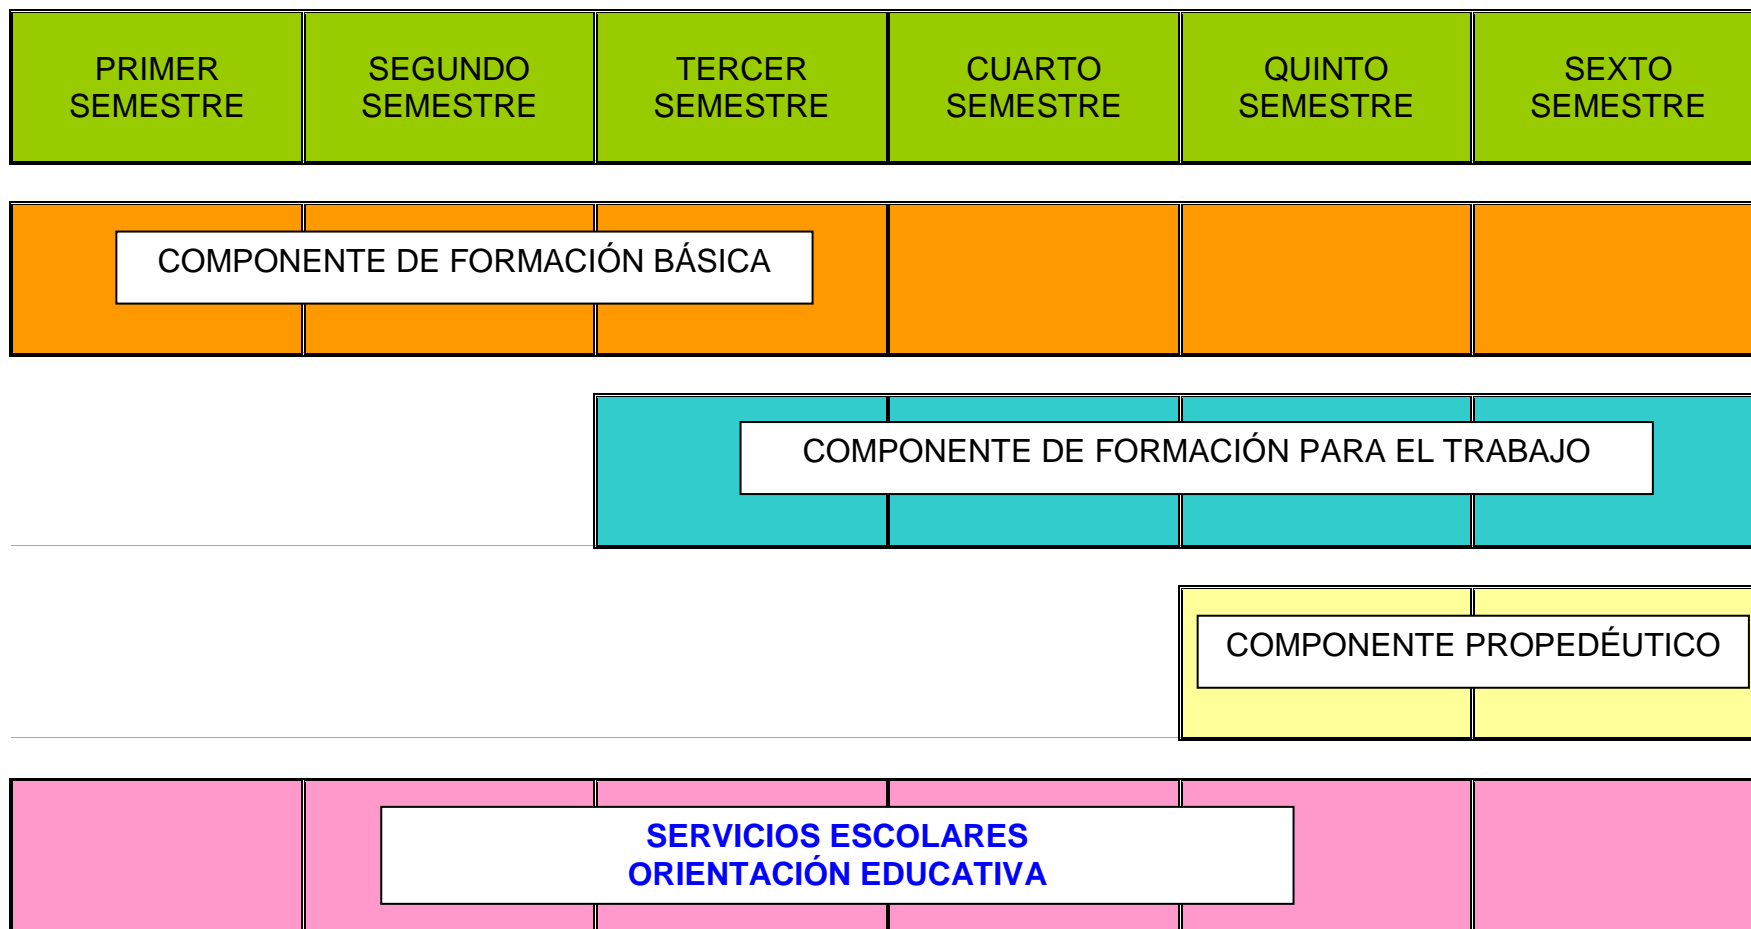 PRIMER
SEMESTRE
SEGUNDO
SEMESTRE
TERCER
SEMESTRE
CUARTO
SEMESTRE
QUINTO
SEMESTRE
SEXTO
SEMESTRE
COMPONENTE DE FORMACIÓN BÁSICA
COMPONENTE DE FORMACIÓN PARA EL TRABAJO
COMPONENTE PROPEDÉUTICO
SERVICIOS ESCOLARES
ORIENTACIÓN EDUCATIVA